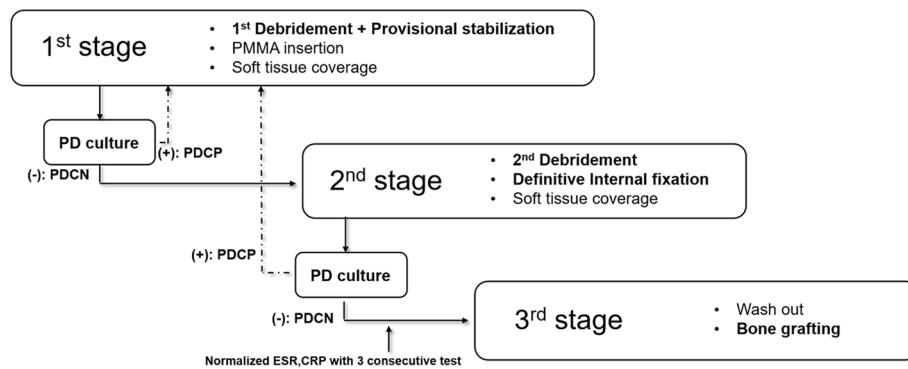 1st stage
• 1st Debridement + Provisional stabilization
• PMMA insertion
• Soft tissue coverage
PD culture
(+): PDCP
(-): PDCN
2nd stage
• 2nd Debridement
• Definitive Internal fixation
• Soft tissue coverage
(+): PDCP
PD culture
(-): PDCN
3rd stage
• Wash out
• Bone grafting
Normalized ESR,CRP with 3 consecutive test